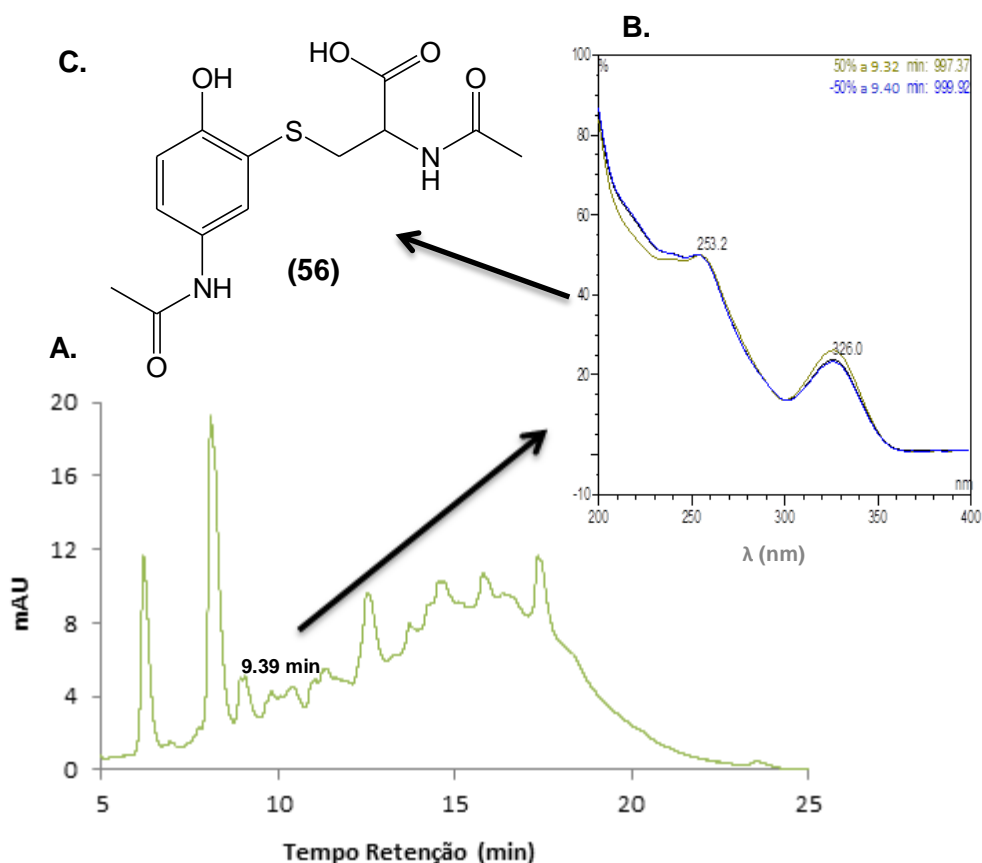 C.
OH
HO
O
O
S
N
H
NH
O
(56)
B.
100
%
50% a 9.32 min: 997.37
-50% a 9.40 min: 999.92
80
60
253.2
40
326.0
20
-10
nm
200
250
300
350
400
λ (nm)
A.
20
16
12
8
4
0
mAU
9.39 min
5
10
15
20
25
Tempo Retenção (min)